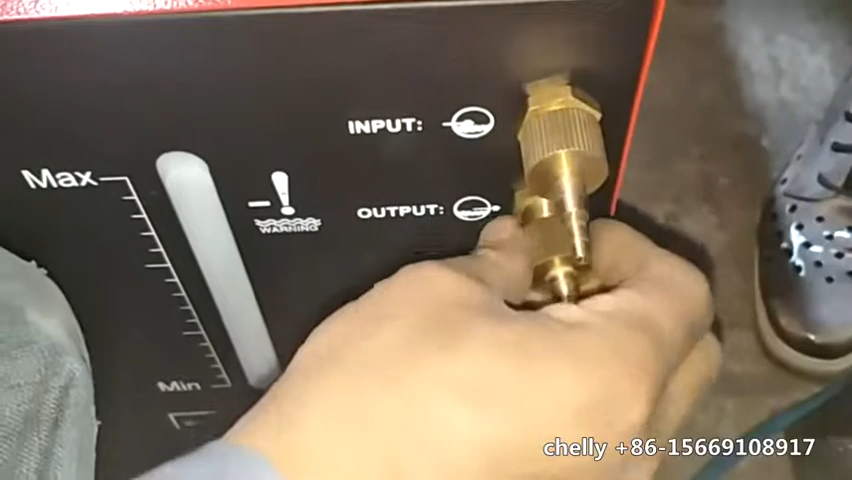 INPUT:
Max
OUTPUT:
WARNING
Min
chelly +86-15669108917